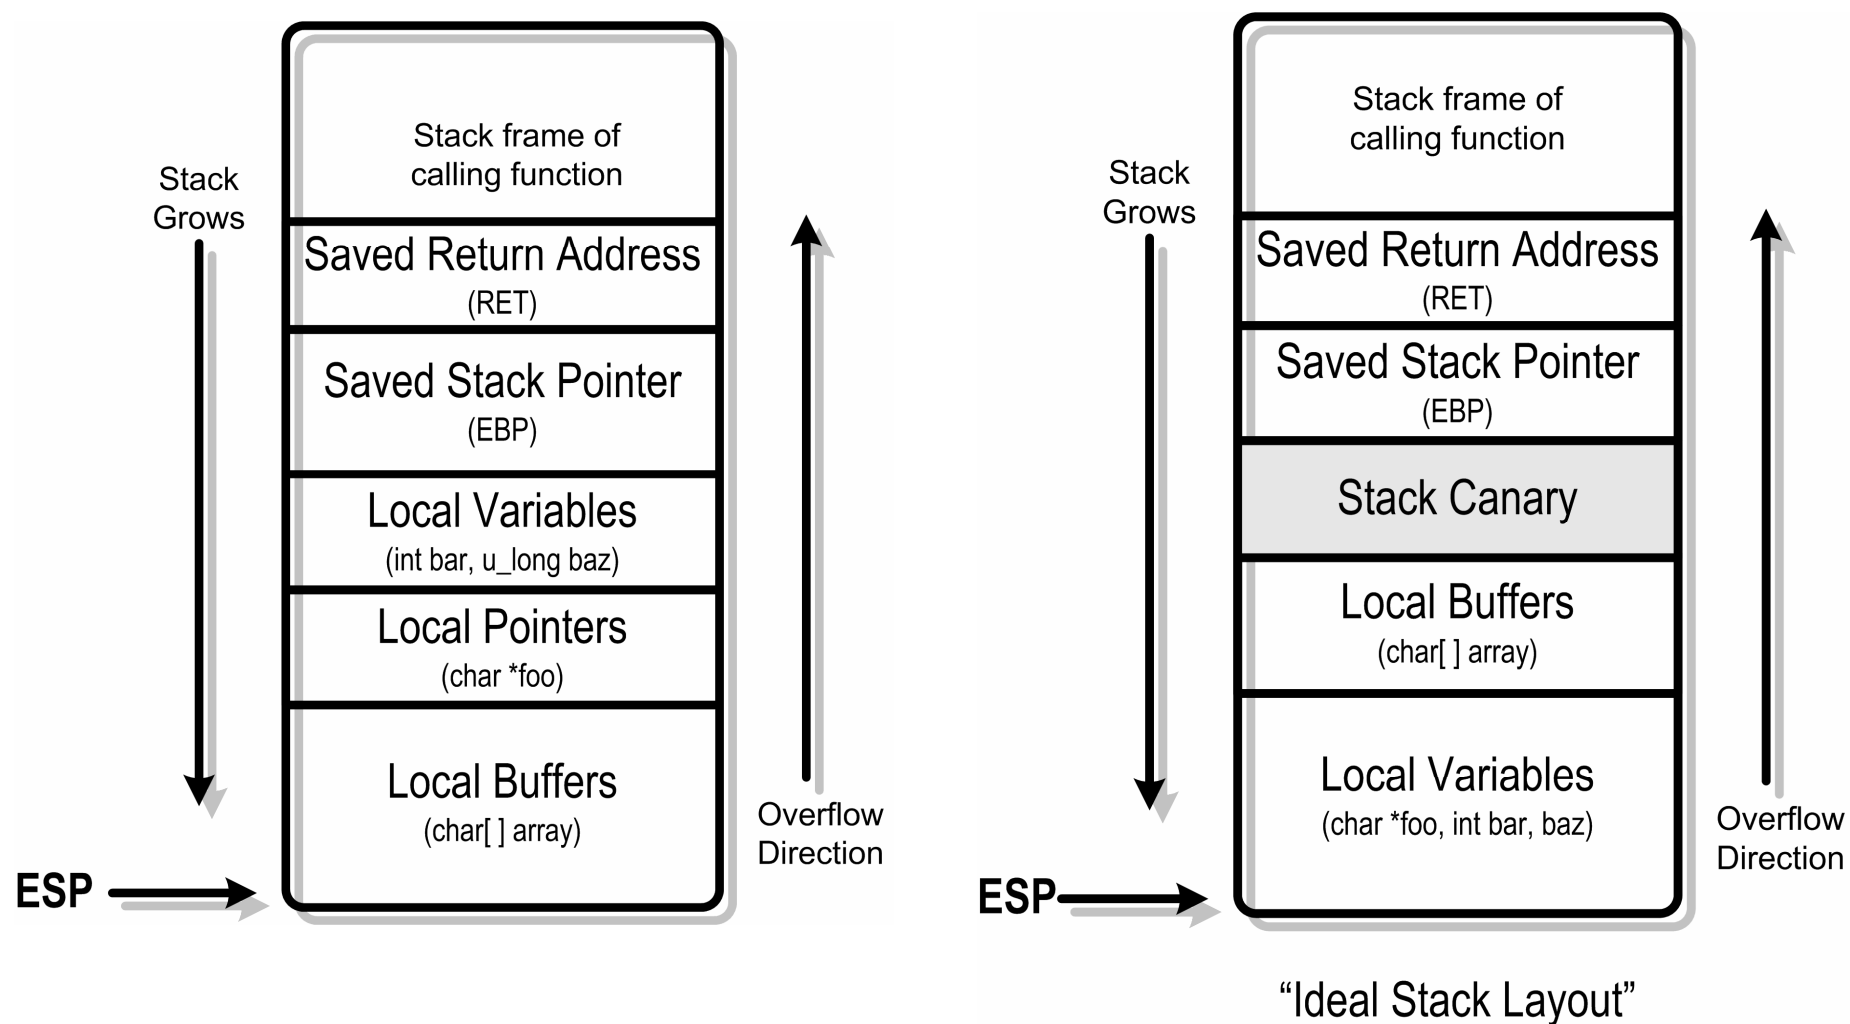 Stack frame of
calling function
Stack
Grows
Saved Return Address
(RET)
Saved Stack Pointer
(EBP)
Local Variables
(int bar, u_long baz)
Local Pointers
(char *foo)
Local Buffers
(char[ ] array)
Overflow
Direction
ESP
Stack frame of
calling function
Stack
Grows
Saved Return Address
(RET)
Saved Stack Pointer
(EBP)
Stack Canary
Local Buffers
(char[ ] array)
Local Variables
(char *foo, int bar, baz)
Overflow
Direction
ESP
“Ideal Stack Layout”